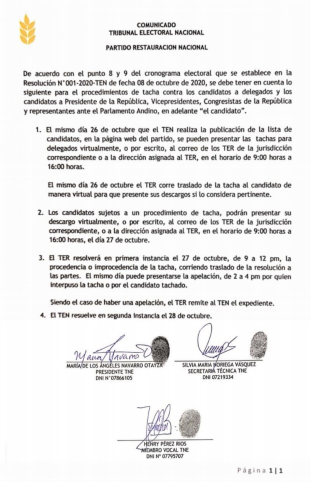 COMUNICADO
TRIBUNAL ELECTORAL NACIONAL
PARTIDO RESTAURACION NACIONAL
De acuerdo con el punto 8 y 9 del cronograma electoral que se establece en la
Resolución N°001-2020-TEN de fecha 08 de octubre de 2020, se debe tener en cuenta lo
siguiente para el procedimientos de tacha contra los candidatos a delegados y los
candidatos a Presidente de la República, Vicepresidentes, Congresistas de la República
y representantes ante el Parlamento Andino, en adelante "el candidato".
1. El mismo día 26 de octubre que el TEN realiza la publicación de la lista de
candidatos, en la página web del partido, se pueden presentar las tachas para
delegados virtualmente, o por escrito, al correo de los TER de la jurisdicción
correspondiente o a la dirección asignada al TER, en el horario de 9:00 horas a
16:00 horas.
El mismo día 26 de octubre el TER corre traslado de la tacha al candidato de
manera virtual para que presente sus descargos si lo considera pertinente.
2. Los candidatos sujetos a un procedimiento de tacha, podrán presentar su
descargo virtualmente, o por escrito, al correo de los TER de la jurisdicción
correspondiente, o a la dirección asignada al TER, en el horario de 9:00 horas a
16:00 horas, el día 27 de octubre.
3. El TER resolverá en primera instancia el 27 de octubre, de 9 a 12 pm, la
procedencia o improcedencia de la tacha, corriendo traslado de la resolución a
las partes. El mismo día puede presentarse la apelación, de 2 a 4 pm por quien
interpuso la tacha o por el candidato tachado.
Siendo el caso de haber una apelación, el TER remite al TEN el expediente.
4. El TEN resuelve en segunda instancia el 28 de octubre.
MARIA DE LOS ÁNGELES NAVARRO OTAYZA
PRESIDENTE TNE
DNI N°07866105
SILVIA MARIA NORIEGA VÁSQUEZ
SECRETARIA TÉCNICA TNE
DNI 07219334
HENRY PÉREZ RIOS
MIEMBRO VOCAL TNE
DNI N° 07795707
Página 1|1